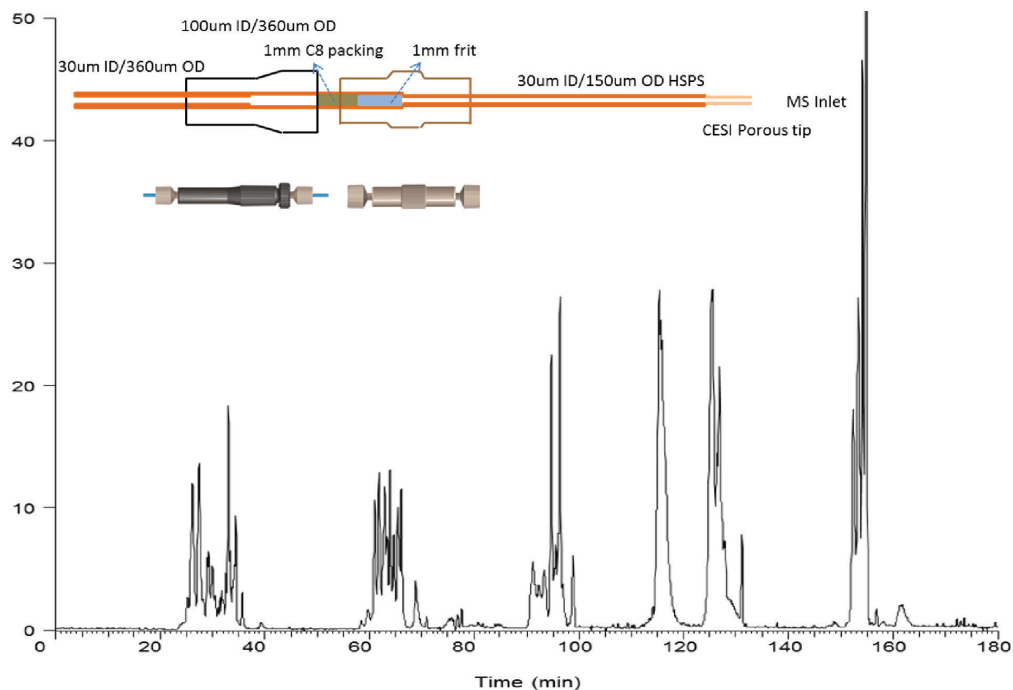 50
100um ID/360um OD
1mm C8 packing
1mm frit
30um ID/360um OD
30um ID/150um OD HSPS
MS Inlet
CESI Porous tip
40
30
20
10
0
0 20 40 60 80 100 120 140 160 180
Time (min)